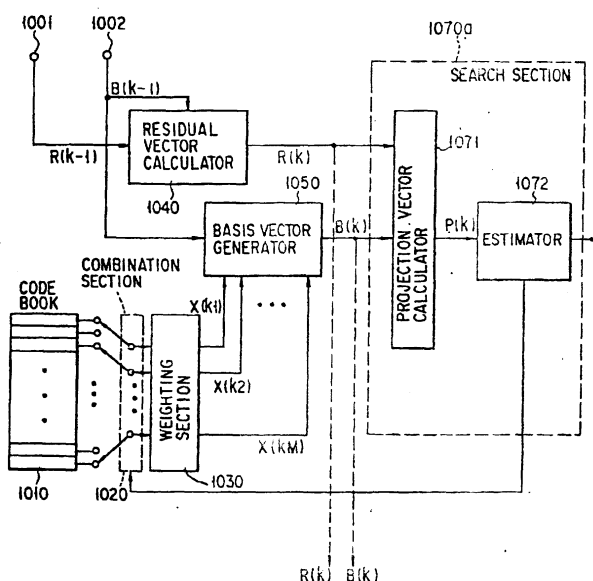 1001
1002
1070a
SEARCH SECTION
B(k-1)
RESIDUAL
VECTOR
CALCULATOR
R(k-1)
R(k)
1040
1071
1050
1072
BASIS VECTOR
GENERATOR
B(k)
PROJECTION VECTOR
CALCULATOR
P(k)
ESTIMATOR
COMBINATION
SECTION
CODE
BOOK
X(k1)
X(k2)
WEIGHTING
SECTION
X(kM)
1010
1020
1030
R(k)
B(k)